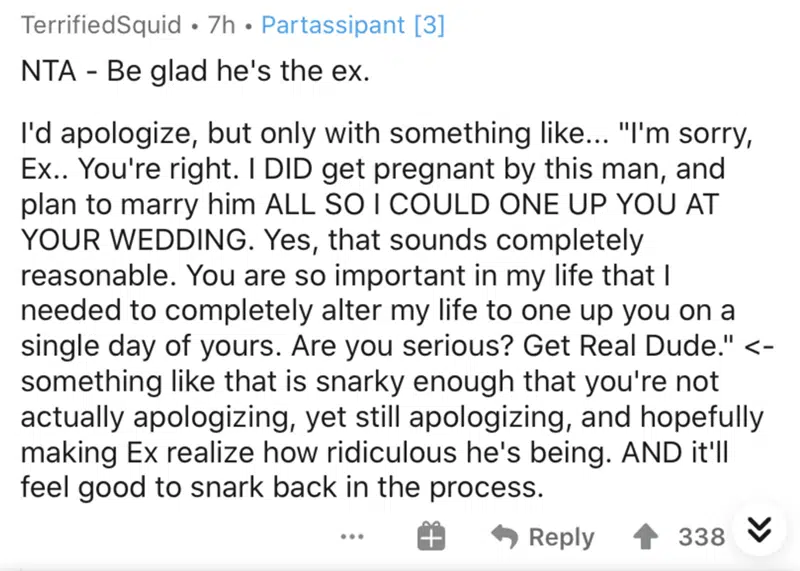 TerrifiedSquid • 7h • Partassipant [3]
NTA - Be glad he's the ex.
I'd apologize, but only with something like... "I'm sorry,
Ex.. You're right. I DID get pregnant by this man, and
plan to marry him ALL SO I COULD ONE UP YOU AT
YOUR WEDDING. Yes, that sounds completely
reasonable. You are so important in my life that I
needed to completely alter my life to one up you on a
single day of yours. Are you serious? Get Real Dude." <-
something like that is snarky enough that you're not
actually apologizing, yet still apologizing, and hopefully
making Ex realize how ridiculous he's being. AND it'll
feel good to snark back in the process.
Reply 338